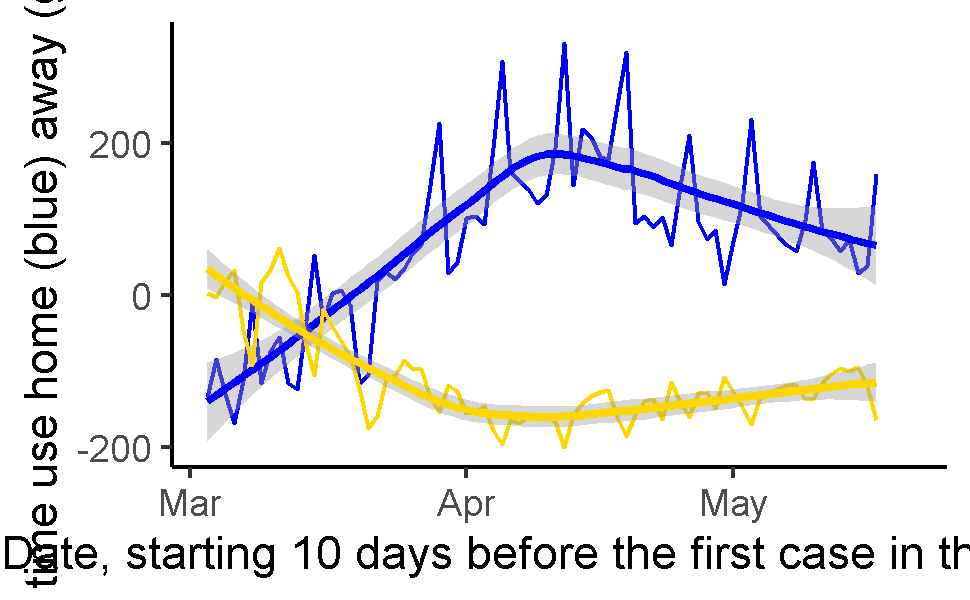 time use home (blue) away (
200
0
-200
Mar Apr May
Date, starting 10 days before the first case in th